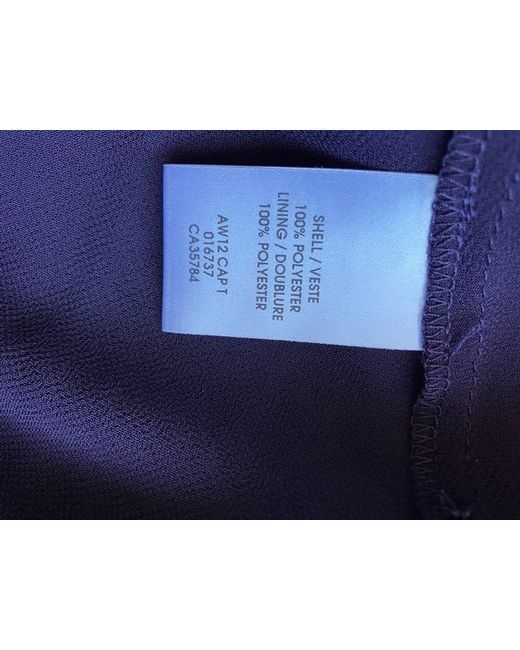 SHELL / VESTE
100% POLYESTER
LINING / DOUBLURE
100% POLYESTER
AW12 CAPT
016737
CA35784